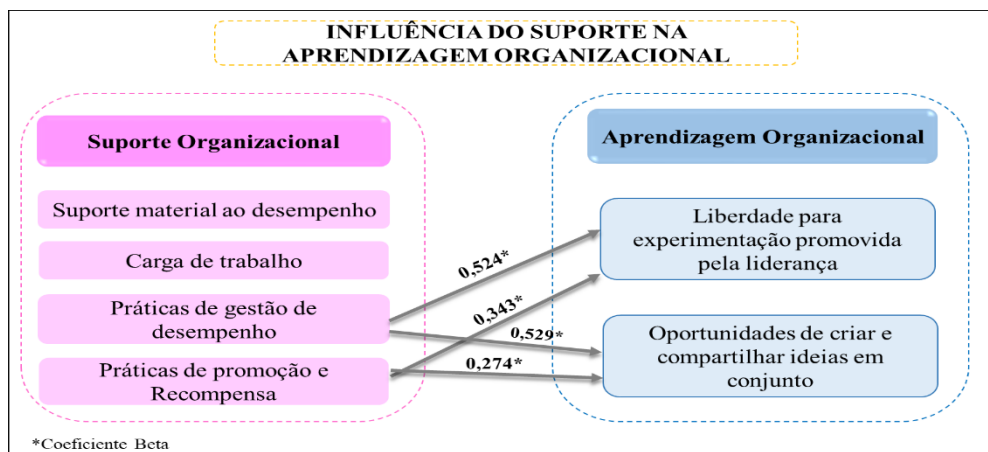 INFLUÊNCIA DO SUPORTE NA
APRENDIZAGEM ORGANIZACIONAL
Suporte Organizacional
Suporte material ao desempenho
Carga de trabalho
Práticas de gestão de
desempenho
Práticas de promoção e
Recompensa
0,524*
0,343*
0,529*
0,274*
Aprendizagem Organizacional
Liberdade para
experimentação promovida
pela liderança
Oportunidades de criar e
compartilhar ideias em
conjunto
*Coeficiente Beta